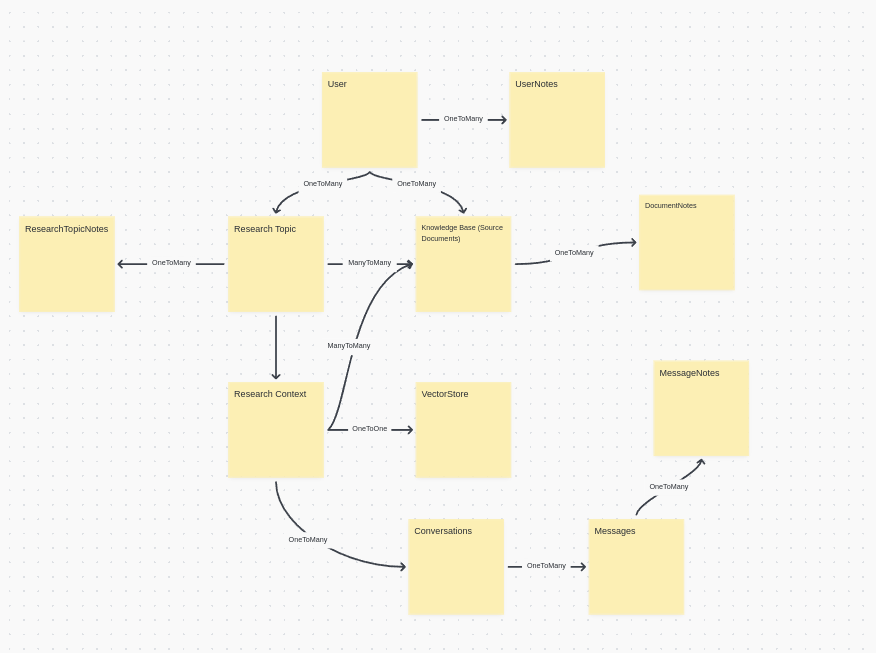 User
UserNotes
OneToMany
OneToMany
OneToMany
DocumentNotes
ResearchTopicNotes
Research Topic
Knowledge Base (Source
Documents)
OneToMany
OneToMany
ManyToMany
ManyToMany
MessageNotes
Research Context
VectorStore
OneToOne
OneToMany
Conversations
Messages
OneToMany
OneToMany